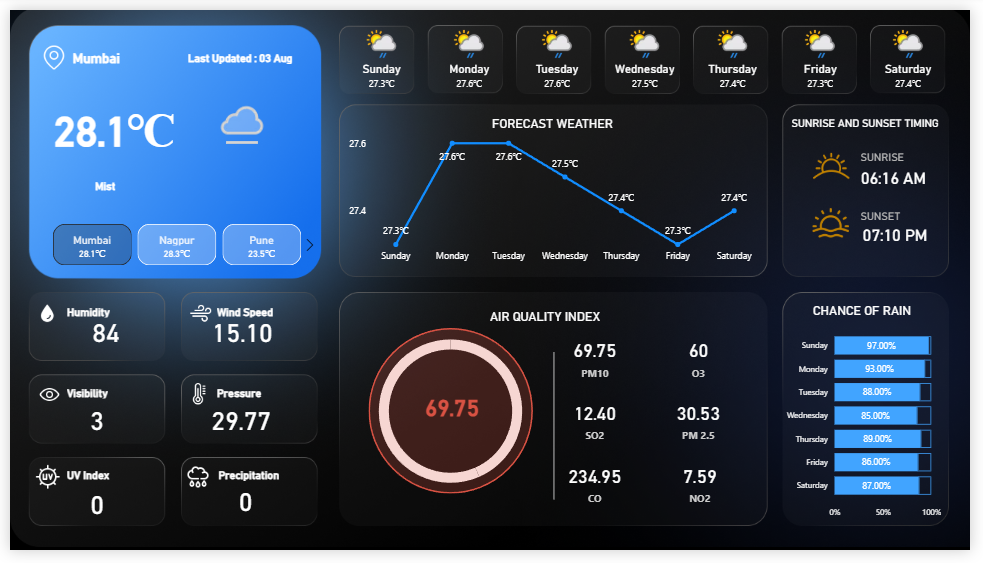 Mumbai
Last Updated : 03 Aug
28.1℃
Mist
Mumbai
28.1℃
Nagpur
28.3℃
Pune
23.5℃
Sunday
27.3℃
Monday
27.6℃
Tuesday
27.6℃
Wednesday
27.5℃
Thursday
27.4℃
Friday
27.3℃
Saturday
27.4℃
FORECAST WEATHER
27.6
27.4
27.3℃
27.6℃
27.6℃
27.5℃
27.4℃
27.3℃
27.4℃
Sunday Monday Tuesday Wednesday Thursday Friday Saturday
SUNRISE AND SUNSET TIMING
SUNRISE
06:16 AM
SUNSET
07:10 PM
Humidity
84
Wind Speed
15.10
Visibility
3
Pressure
29.77
UV
UV Index
0
Precipitation
0
AIR QUALITY INDEX
69.75
69.75
PM10
60
O3
12.40
SO2
30.53
PM 2.5
234.95
CO
7.59
NO2
CHANCE OF RAIN
Sunday 97.00%
Monday 93.00%
Tuesday 88.00%
Wednesday 85.00%
Thursday 89.00%
Friday 86.00%
Saturday 87.00%
0% 50% 100%